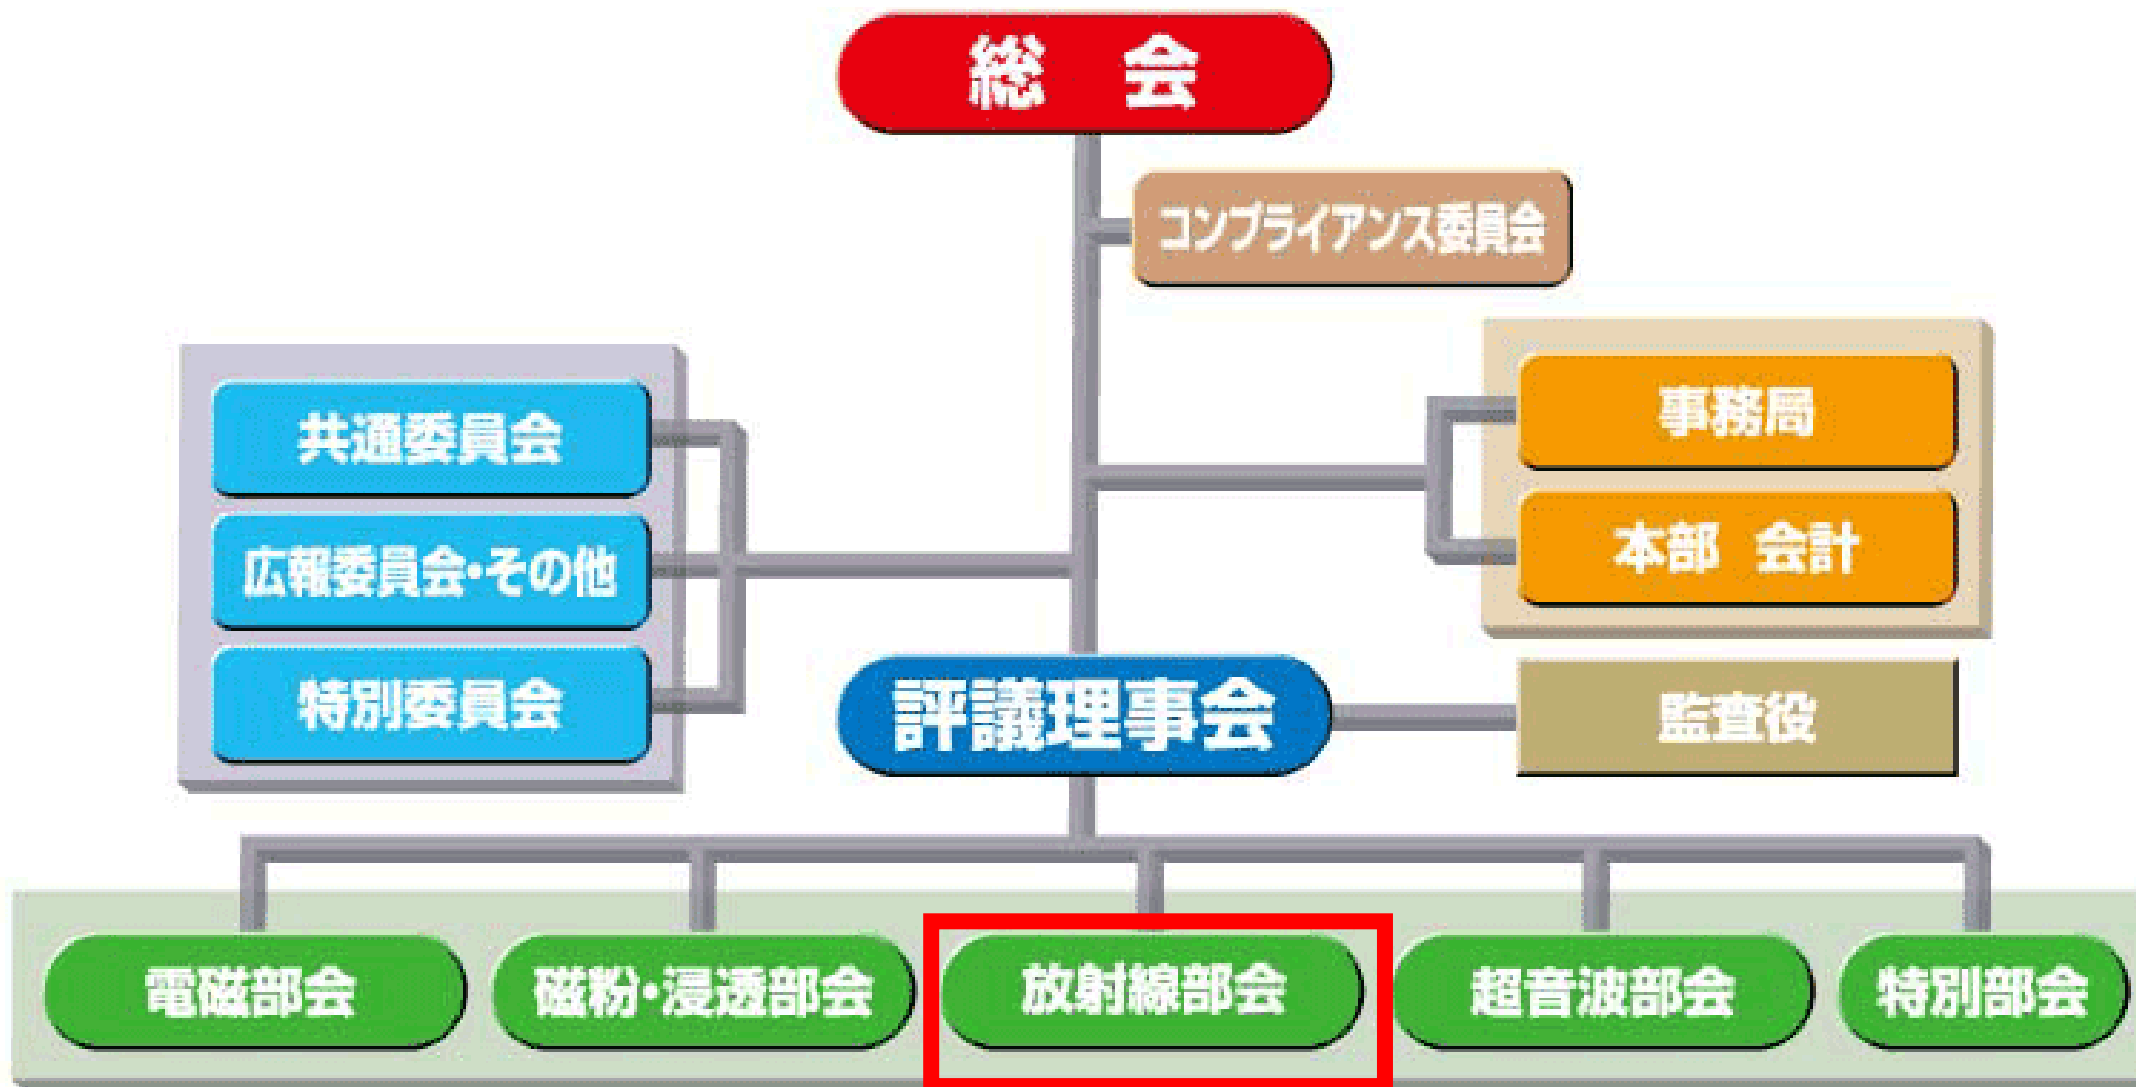 総　会
コンプライアンス委員会
共通委員会
広報委員会・その他
特別委員会
事務局
本部　会計
評議理事会
監査役
電磁部会
磁粉・浸透部会
放射線部会
超音波部会
特別部会